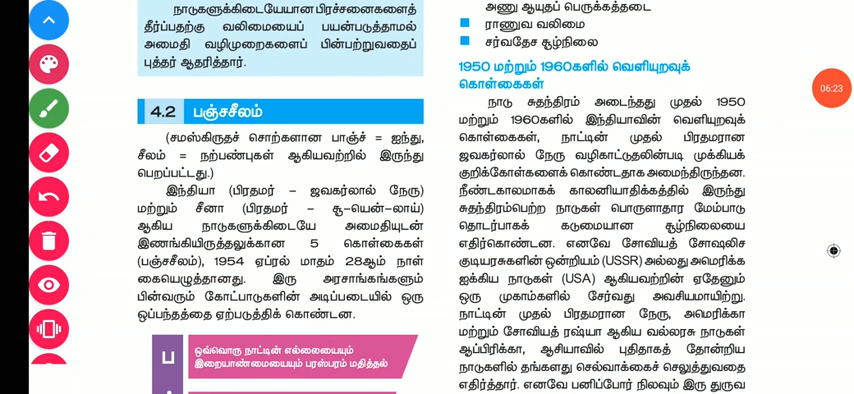 நாடுகளுக்கிடையேயான பிரச்சனைகளைத்
தீர்ப்பதற்கு வலிமையைப் பயன்படுத்தாமல்
அமைதி வழிமுறைகளைப் பின்பற்றுவதைப்
புத்தர் ஆதரித்தார்.
4.2 பஞ்சசீலம்
(சமஸ்கிருதச் சொற்களான பாஞ்ச் = ஐந்து,
சீலம் = நற்பண்புகள் ஆகியவற்றில் இருந்து
பெறப்பட்டது.)
இந்தியா (பிரதமர் – ஜவகர்லால் நேரு)
மற்றும் சீனா (பிரதமர் – சூ–யென்–லாய்)
ஆகிய நாடுகளுக்கிடையே அமைதியுடன்
இணங்கியிருத்தலுக்கான 5 கொள்கைகள்
(பஞ்சசீலம்), 1954 ஏப்ரல் மாதம் 28ஆம் நாள்
கையெழுத்தானது. இரு அரசாங்கங்களும்
பின்வரும் கோட்பாடுகளின் அடிப்படையில் ஒரு
ஒப்பந்தத்தை ஏற்படுத்திக் கொண்டன.
ப
ஒவ்வொரு நாட்டின் எல்லையையும்
இறையாண்மையையும் பரஸ்பரம் மதித்தல்
அணு ஆயுதப் பெருக்கத்தடை
ராணுவ வலிமை
சர்வதேச சூழ்நிலை
1950 மற்றும் 1960களில் வெளியுறவுக்
கொள்கைகள்
நாடு சுதந்திரம் அடைந்தது முதல் 1950
மற்றும் 1960களில் இந்தியாவின் வெளியுறவுக்
கொள்கைகள், நாட்டின் முதல் பிரதமரான
ஜவகர்லால் நேரு வழிகாட்டுதலின்படி முக்கியக்
குறிக்கோள்களைக் கொண்டதாக அமைந்திருந்தன.
நீண்டகாலமாகக் காலனியாதிக்கத்தில் இருந்து
சுதந்திரம்பெற்ற நாடுகள் பொருளாதார மேம்பாடு
தொடர்பாகக் கடுமையான சூழ்நிலையை
எதிர்கொண்டன. எனவே சோவியத் சோஷலிச
குடியரசுகளின் ஒன்றியம் (USSR) அல்லது அமெரிக்க
ஐக்கிய நாடுகள் (USA) ஆகியவற்றின் ஏதேனும்
ஒரு முகாம்களில் சேர்வது அவசியமாயிற்று.
நாட்டின் முதல் பிரதமரான நேரு, அமெரிக்கா
மற்றும் சோவியத் ரஷ்யா ஆகிய வல்லரசு நாடுகள்
ஆப்பிரிக்கா, ஆசியாவில் புதிதாகத் தோன்றிய
நாடுகளில் தங்களது செல்வாக்கைச் செலுத்துவதை
எதிர்த்தார். எனவே பனிப்போர் நிலவும் இரு துருவ
06:23